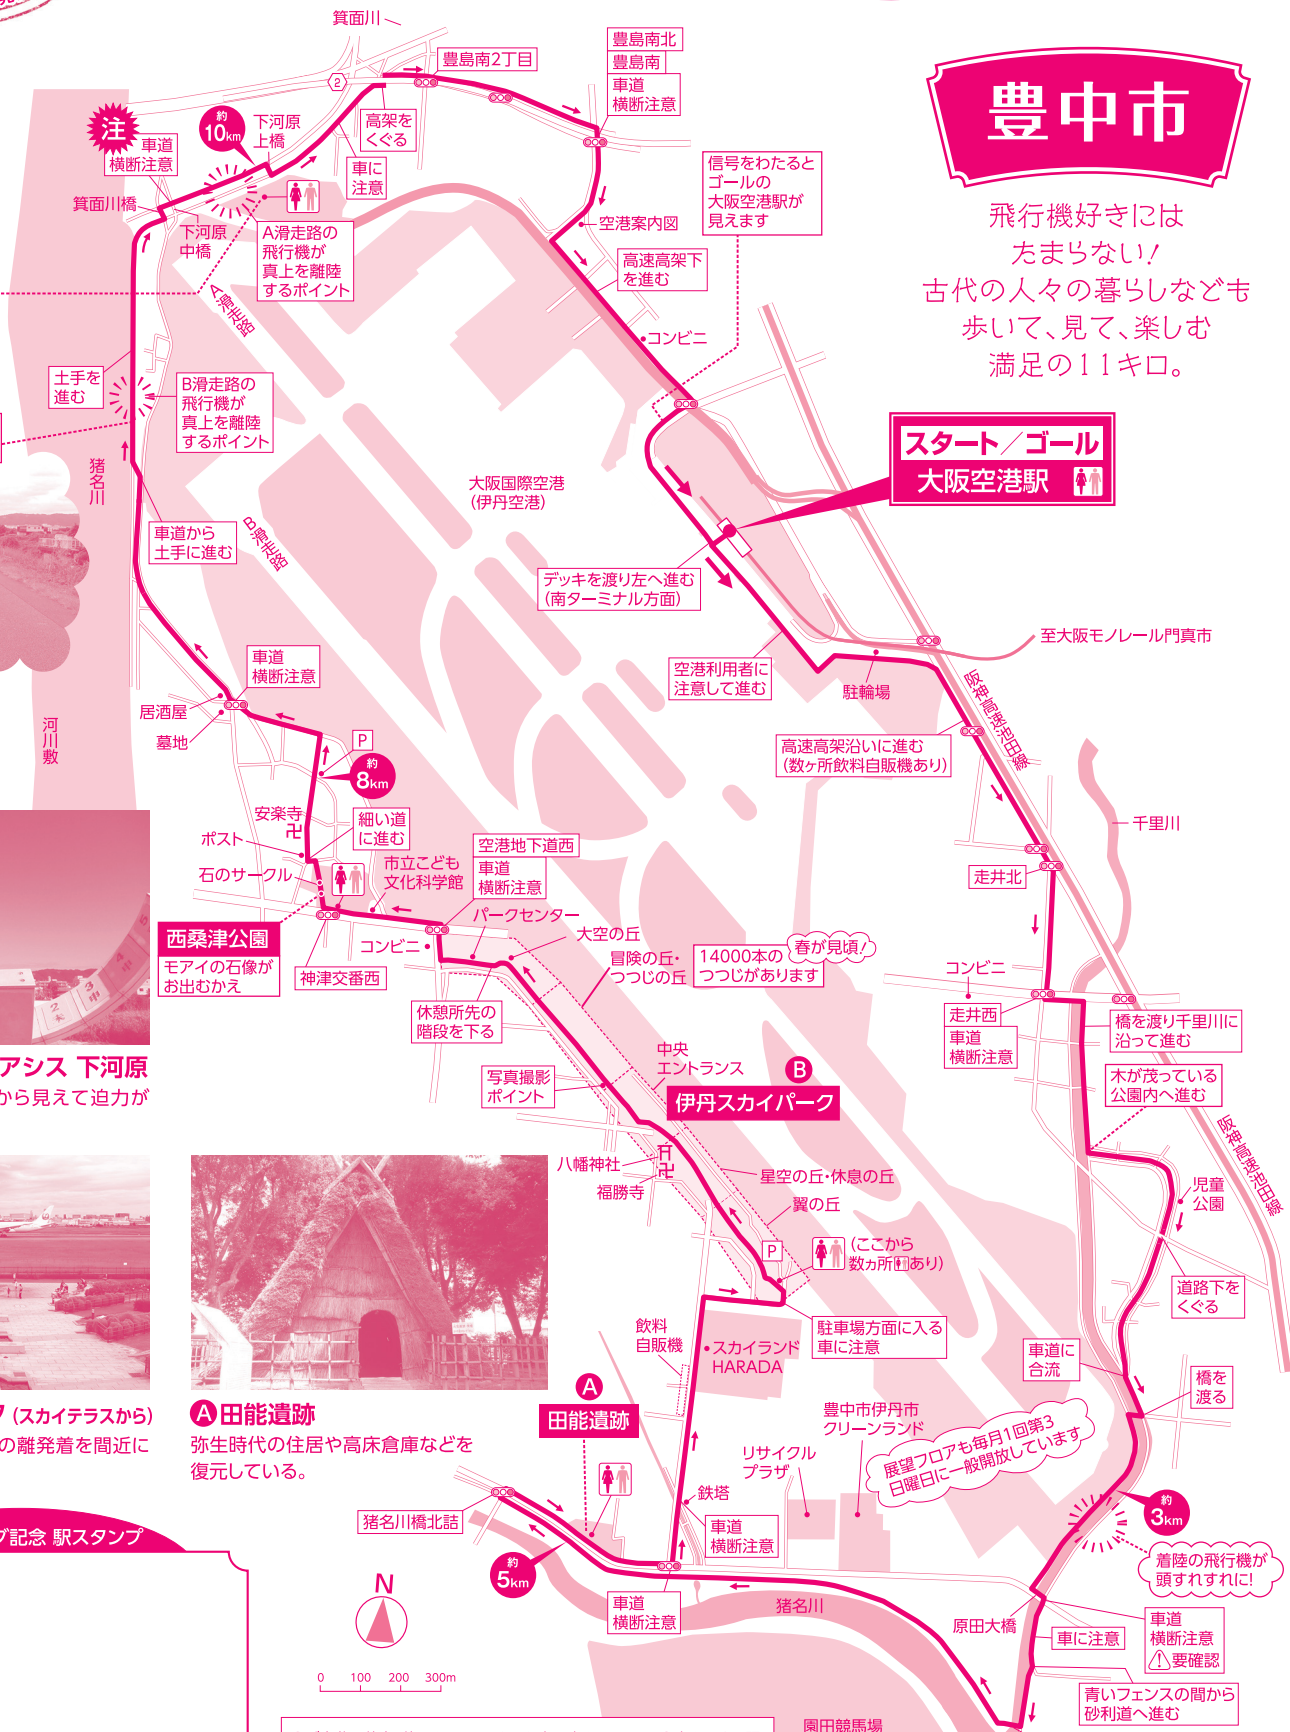 豊中市
飛行機好きには
たまらない!
古代の人々の暮らしなども
歩いて、見て、楽しむ
満足の11キロ。
スタート/ゴール
大阪空港駅
箕面川
2
豊島南2丁目
豊島南北
豊島南
車道
横断注意
注
車道
横断注意
約
10km
下河原
上橋
高架を
くぐる
車に
注意
箕面川橋
下河原
中橋
A滑走路の
飛行機が
真上を離陸
するポイント
A滑走路
空港案内図
信号をわたると
ゴールの
大阪空港駅が
見えます
高速高架下
を進む
コンビニ
土手を
進む
B滑走路の
飛行機が
真上を離陸
するポイント
猪名川
大阪国際空港
(伊丹空港)
車道から
土手に進む
B滑走路
デッキを渡り左へ進む
(南ターミナル方面)
至大阪モノレール門真市
空港利用者に
注意して進む
駐輪場
阪神高速池田線
車道
横断注意
居酒屋
墓地
河川敷
P
約
8km
高速高架沿いに進む
(数ヶ所飲料自販機あり)
千里川
安楽寺
細い道
に進む
ポスト
石のサークル
市立こども
文化科学館
空港地下道西
車道
横断注意
走井北
パークセンター
大空の丘
西桑津公園
モアイの石像が
お出むかえ
神津交番西
コンビニ
冒険の丘・
つつじの丘
14000本の
つつじがあります
春が見頃!
コンビニ
走井西
車道
横断注意
橋を渡り千里川に
沿って進む
休憩所先の
階段を下る
中央
エントランス
写真撮影
ポイント
B
伊丹スカイパーク
木が茂っている
公園内へ進む
阪神高速池田線
アシス 下河原
から見えて迫力が
八幡神社
福勝寺
星空の丘・休息の丘
翼の丘
児童
公園
P
(ここから
数ヵ所あり)
道路下を
くぐる
飲料
自販機
スカイランド
HARADA
駐車場方面に入る
車に注意
車道に
合流
橋を
渡る
(スカイテラスから)
の離発着を間近に
A田能遺跡
弥生時代の住居や高床倉庫などを
復元している。
A
田能遺跡
豊中市伊丹市
クリーンランド
リサイクル
プラザ
展望フロアも毎月1回第3
日曜日に一般開放しています
鉄塔
車道
横断注意
猪名川橋北詰
約
3km
着陸の飛行機が
頭すれすれに!
グ記念 駅スタンプ
約
5km
車道
横断注意
猪名川
原田大橋
車に注意
車道
横断注意
要確認
青いフェンスの間から
砂利道へ進む
N
0 100 200 300m
園田競馬場